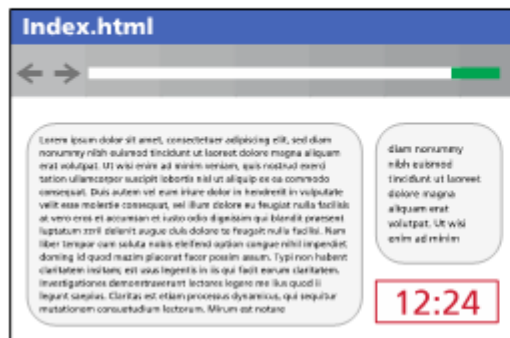 Index.html
Lorem ipsum dolor sit amet, consectetuer adipiscing elit, sed diam
nonummy nibh euismod tincidunt ut laoreet dolore magna aliquam
erat volutpat. Ut wisi enim ad minim veniam, quis nostrud exerci
tation ullamcorper suscipit lobortis nisl ut aliquip ex ea commodo
consequat. Duis autem vel eum iriure dolor in hendrerit in vulputate
velit esse molestie consequat, vel illum dolore eu feugiat nulla facilisis
at vero eros et accumsan et iusto odio dignissim qui blandit praesent
luptatum zzril delenit augue duis dolore te feugait nulla facilisi. Nam
liber tempor cum soluta nobis eleifend option congue nihil imperdiet
doming id quod mazim placerat facer possim assum. Typi non habent
claritatem insitam; est usus legentis in iis qui facit eorum claritatem.
Investigationes demonstraverunt lectores legere me lius quod ii
legunt saepius. Claritas est etiam processus dynamicus, qui sequitur
mutationem consuetudium lectorum. Mirum est notare
diam nonummy
nibh euismod
tincidunt ut laoreet
dolore magna
aliquam erat
volutpat. Ut wisi
enim ad minim
12:24